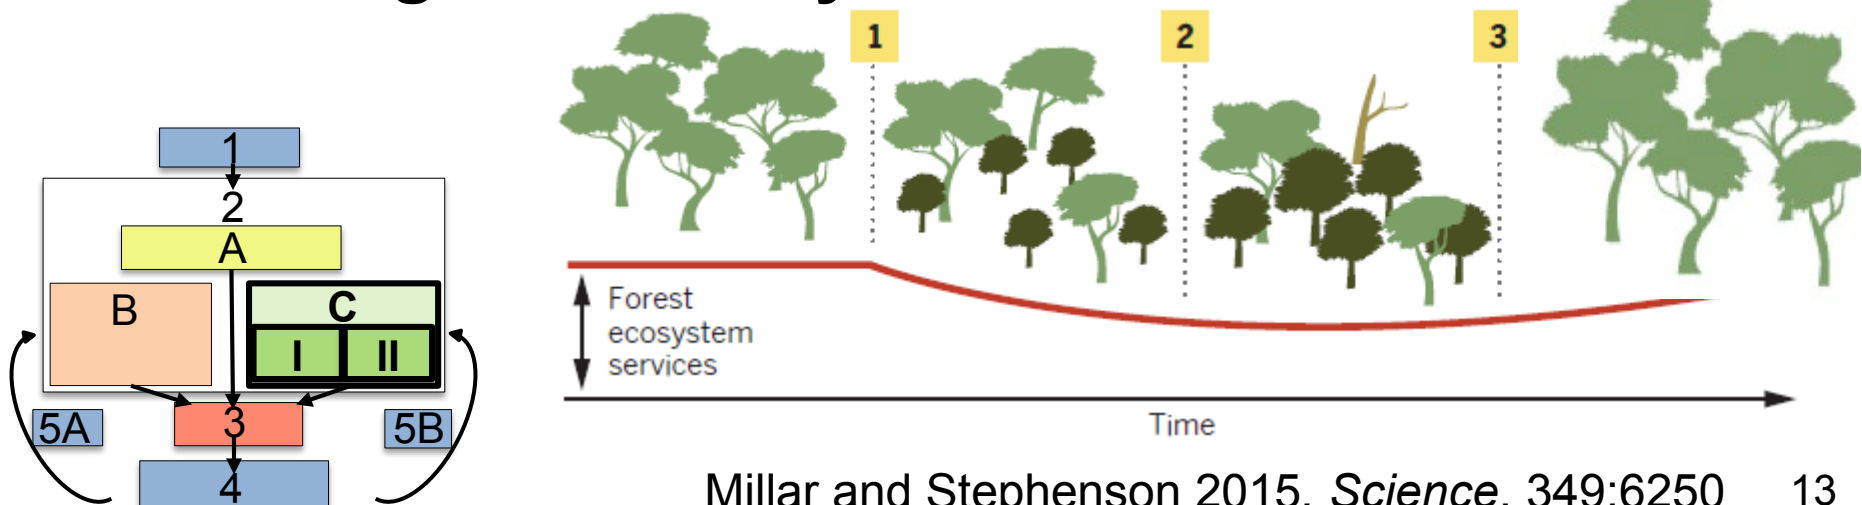 1
2
A
B
C
I
II
3
5A
5B
4
1
2
3
Forest
ecosystem
services
Time
Millar and Stephenson 2015. Science. 349:6250
13